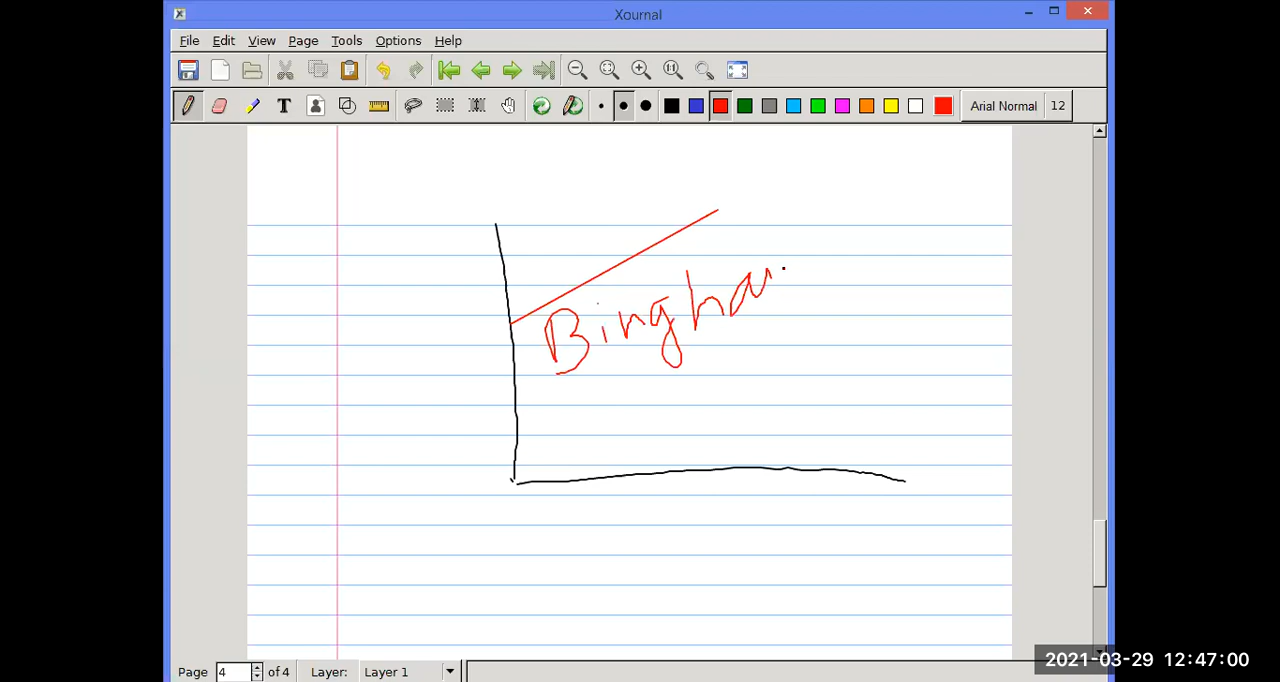 Xournal
File Edit View Page Tools Options Help
T Arial Normal 12
Bingha
Page 4 of 4 Layer: Layer 1
2021-03-29 12:47:00